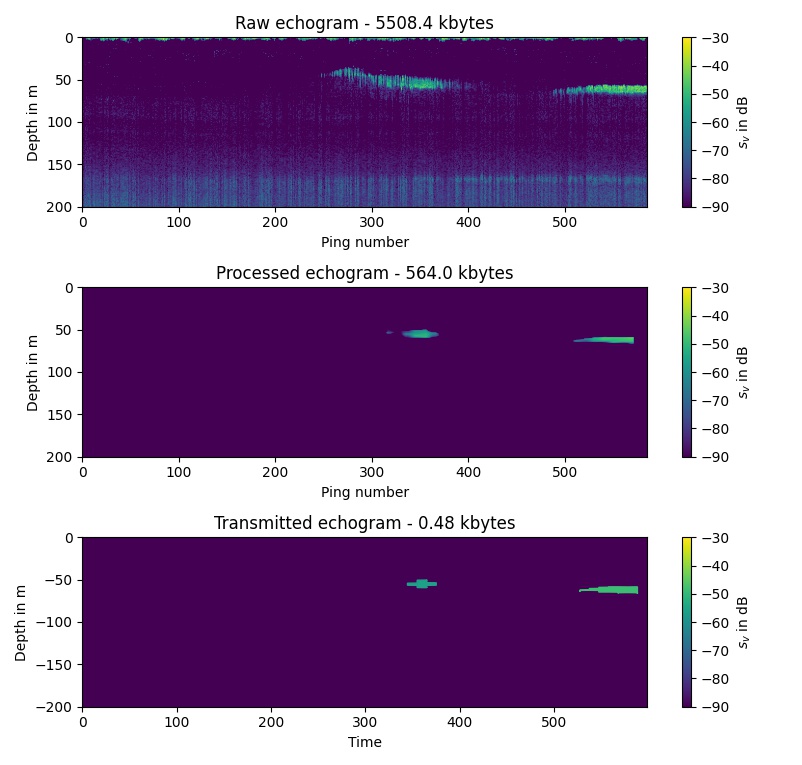 Raw echogram - 5508.4 kbytes
0
50
100
150
200
Depth in m
0 100 200 300 400 500
Ping number
−30
−40
−50
−60
−70
−80
−90
s_v in dB
Processed echogram - 564.0 kbytes
0
50
100
150
200
Depth in m
0 100 200 300 400 500
Ping number
−30
−40
−50
−60
−70
−80
−90
s_v in dB
Transmitted echogram - 0.48 kbytes
0
−50
−100
−150
−200
Depth in m
0 100 200 300 400 500
Time
−30
−40
−50
−60
−70
−80
−90
s_v in dB